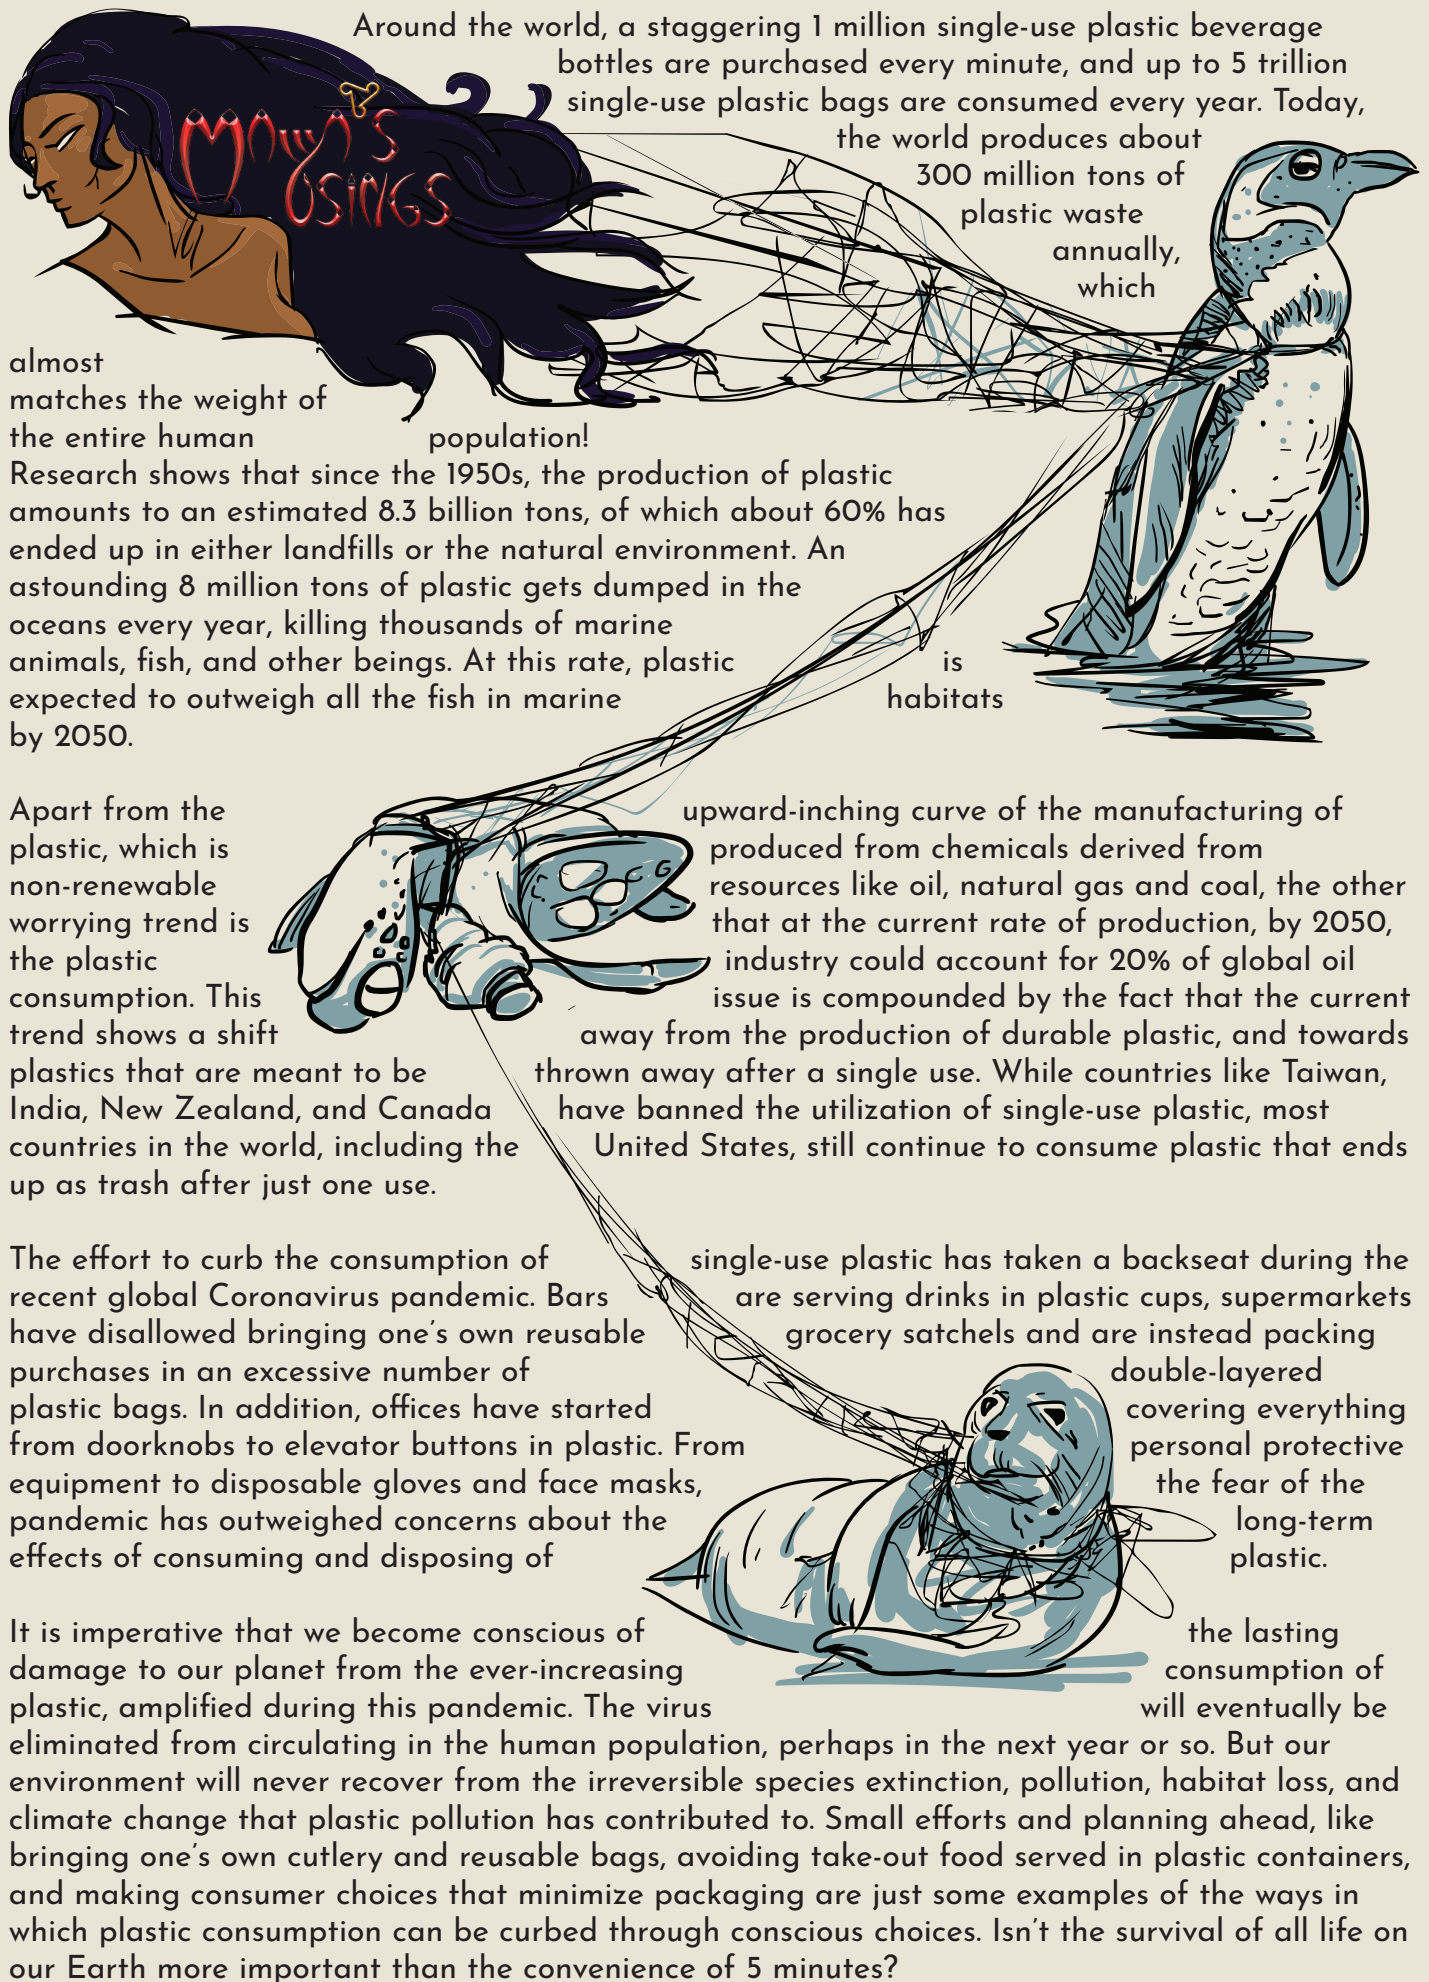 MAYA'S
MUSINGS
Around the world, a staggering 1 million single-use plastic beverage
bottles are purchased every minute, and up to 5 trillion
single-use plastic bags are consumed every year. Today,
the world produces about
300 million tons of
plastic waste
annually,
which
almost
matches the weight of
the entire human population!
Research shows that since the 1950s, the production of plastic
amounts to an estimated 8.3 billion tons, of which about 60% has
ended up in either landfills or the natural environment. An
astounding 8 million tons of plastic gets dumped in the
oceans every year, killing thousands of marine
animals, fish, and other beings. At this rate, plastic is
expected to outweigh all the fish in marine habitats
by 2050.
Apart from the upward-inching curve of the manufacturing of
plastic, which is produced from chemicals derived from
non-renewable resources like oil, natural gas and coal, the other
worrying trend is that at the current rate of production, by 2050,
the plastic industry could account for 20% of global oil
consumption. This issue is compounded by the fact that the current
trend shows a shift away from the production of durable plastic, and towards
plastics that are meant to be thrown away after a single use. While countries like Taiwan,
India, New Zealand, and Canada have banned the utilization of single-use plastic, most
countries in the world, including the United States, still continue to consume plastic that ends
up as trash after just one use.
The effort to curb the consumption of single-use plastic has taken a backseat during the
recent global Coronavirus pandemic. Bars are serving drinks in plastic cups, supermarkets
have disallowed bringing one's own reusable grocery satchels and are instead packing
purchases in an excessive number of double-layered
plastic bags. In addition, offices have started covering everything
from doorknobs to elevator buttons in plastic. From personal protective
equipment to disposable gloves and face masks, the fear of the
pandemic has outweighed concerns about the long-term
effects of consuming and disposing of plastic.
It is imperative that we become conscious of the lasting
damage to our planet from the ever-increasing consumption of
plastic, amplified during this pandemic. The virus will eventually be
eliminated from circulating in the human population, perhaps in the next year or so. But our
environment will never recover from the irreversible species extinction, pollution, habitat loss, and
climate change that plastic pollution has contributed to. Small efforts and planning ahead, like
bringing one's own cutlery and reusable bags, avoiding take-out food served in plastic containers,
and making consumer choices that minimize packaging are just some examples of the ways in
which plastic consumption can be curbed through conscious choices. Isn't the survival of all life on
our Earth more important than the convenience of 5 minutes?